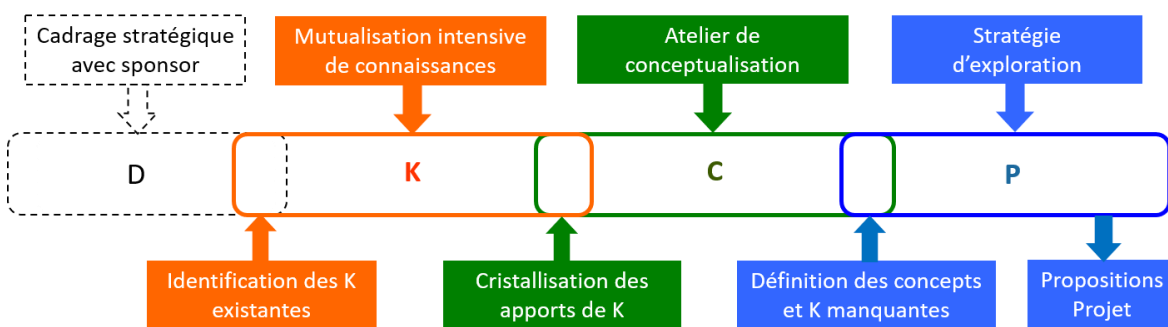 Cadrage stratégique
avec sponsor
Mutualisation intensive
de connaissances
Atelier de
conceptualisation
Stratégie
d’exploration
D
K
C
P
Identification des K
existantes
Cristallisation des
apports de K
Définition des concepts
et K manquantes
Propositions
Projet